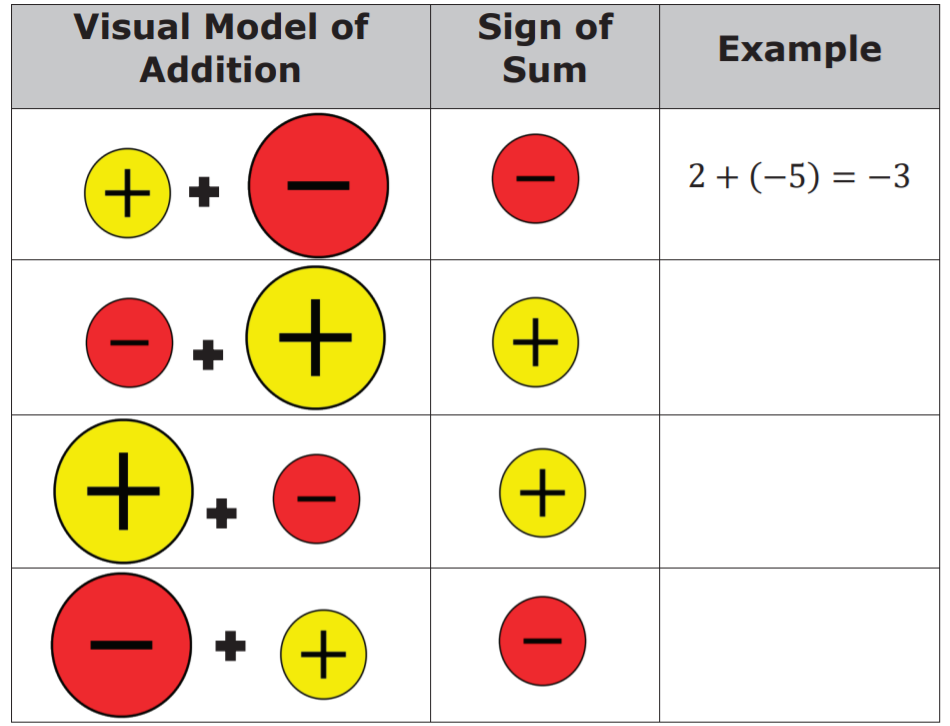 Visual Model of
Addition
Sign of
Sum
Example
+ + −
−
2 + (−5) = −3
− + +
+
+ + −
+
− + +
−